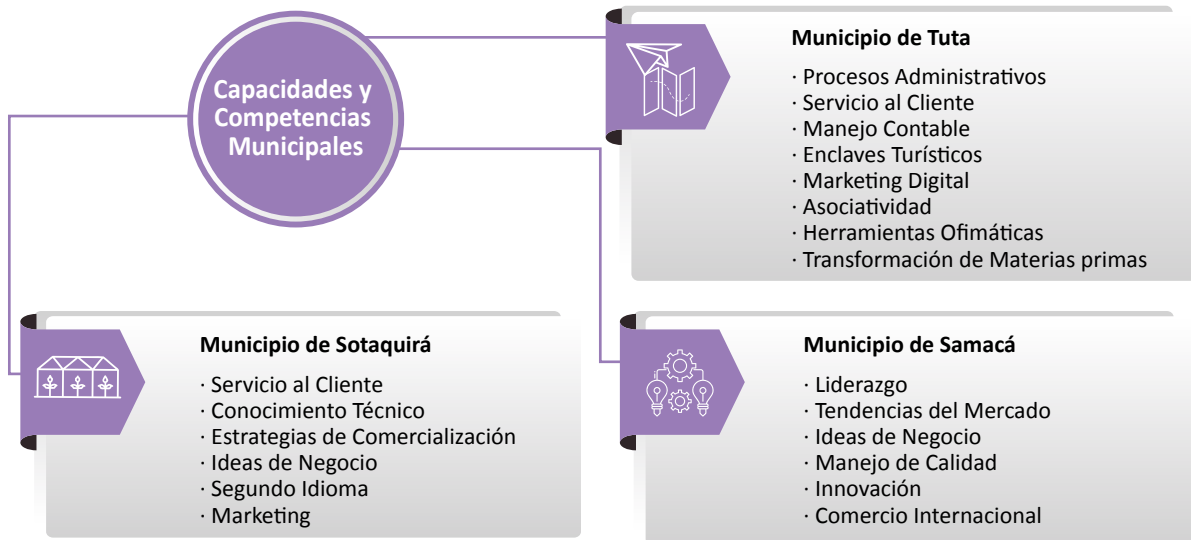 Capacidades y
Competencias
Municipales
Municipio de Tuta
· Procesos Administrativos
· Servicio al Cliente
· Manejo Contable
· Enclaves Turísticos
· Marketing Digital
· Asociatividad
· Herramientas Ofimáticas
· Transformación de Materias primas
Municipio de Sotaquirá
· Servicio al Cliente
· Conocimiento Técnico
· Estrategias de Comercialización
· Ideas de Negocio
· Segundo Idioma
· Marketing
Municipio de Samacá
· Liderazgo
· Tendencias del Mercado
· Ideas de Negocio
· Manejo de Calidad
· Innovación
· Comercio Internacional